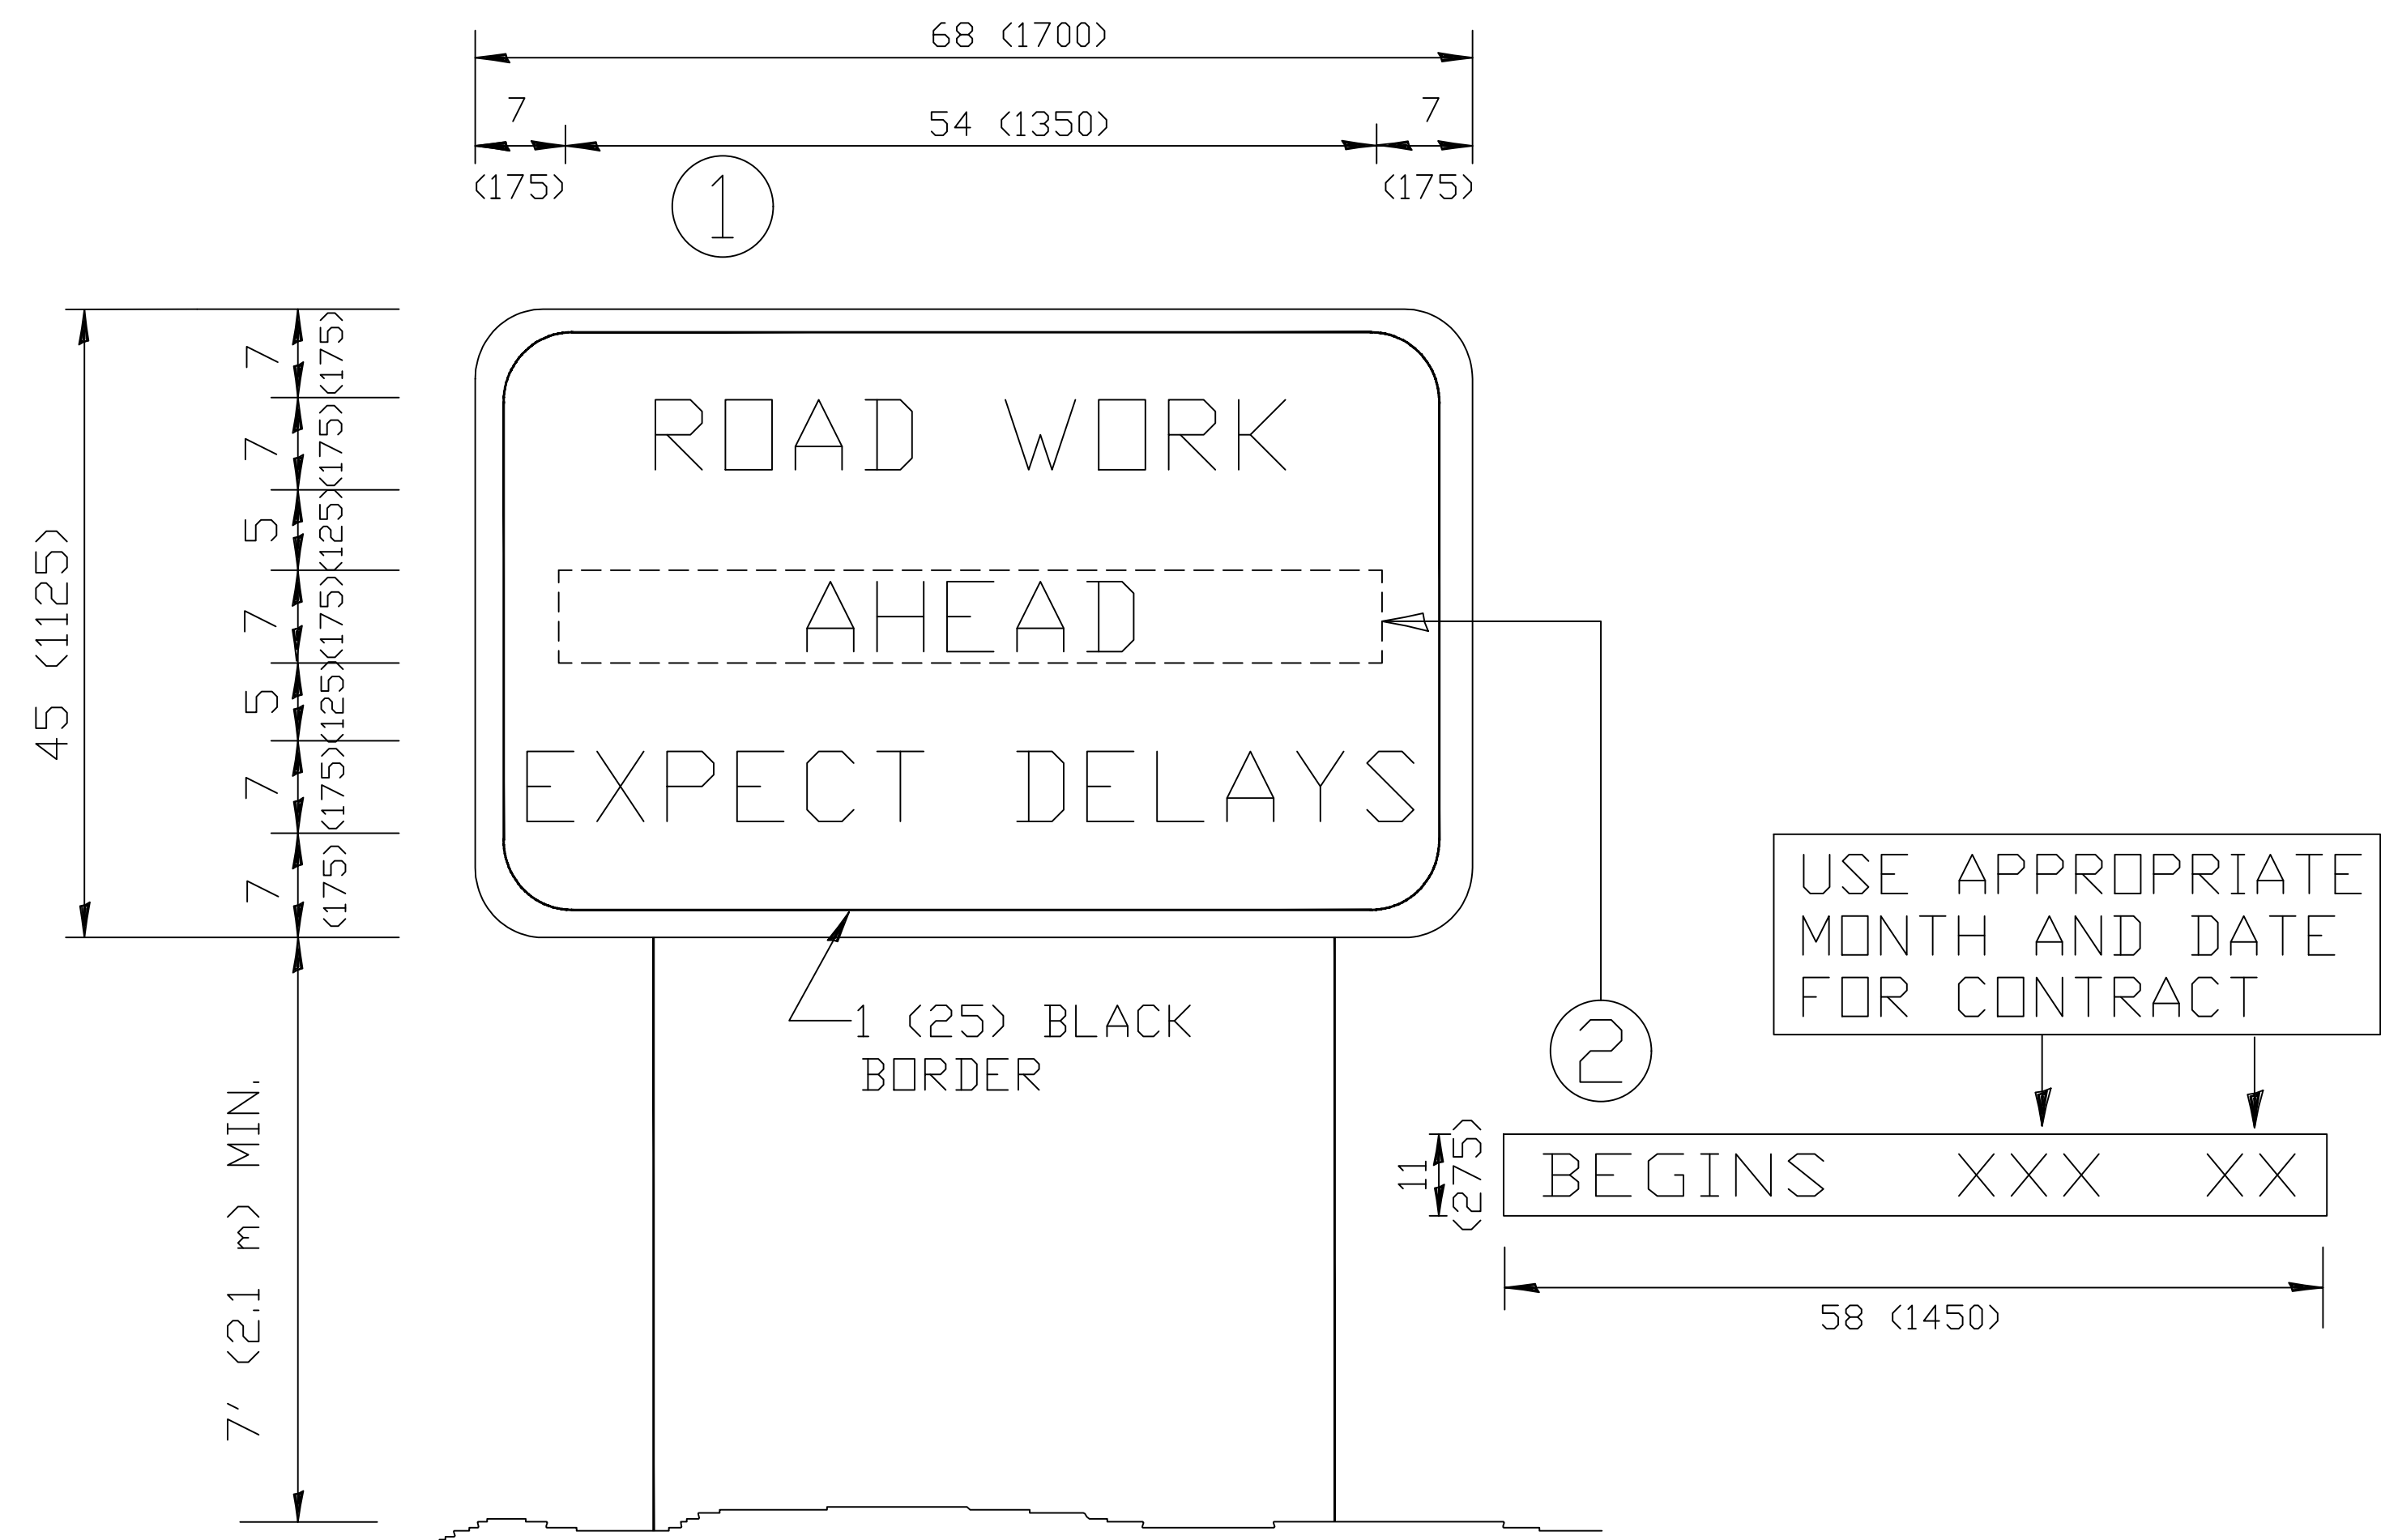 68 (1700)
7
54 (1350)
7
(175)
(175)
1
45 (1125)
7
(175)
7
(175)
5
(125)
7
(175)
5
(125)
7
(175)
7
(175)
ROAD WORK
AHEAD
EXPECT DELAYS
1 (25) BLACK
BORDER
7' (2.1 m) MIN.
2
USE APPROPRIATE
MONTH AND DATE
FOR CONTRACT
11
(275)
BEGINS XXX XX
58 (1450)